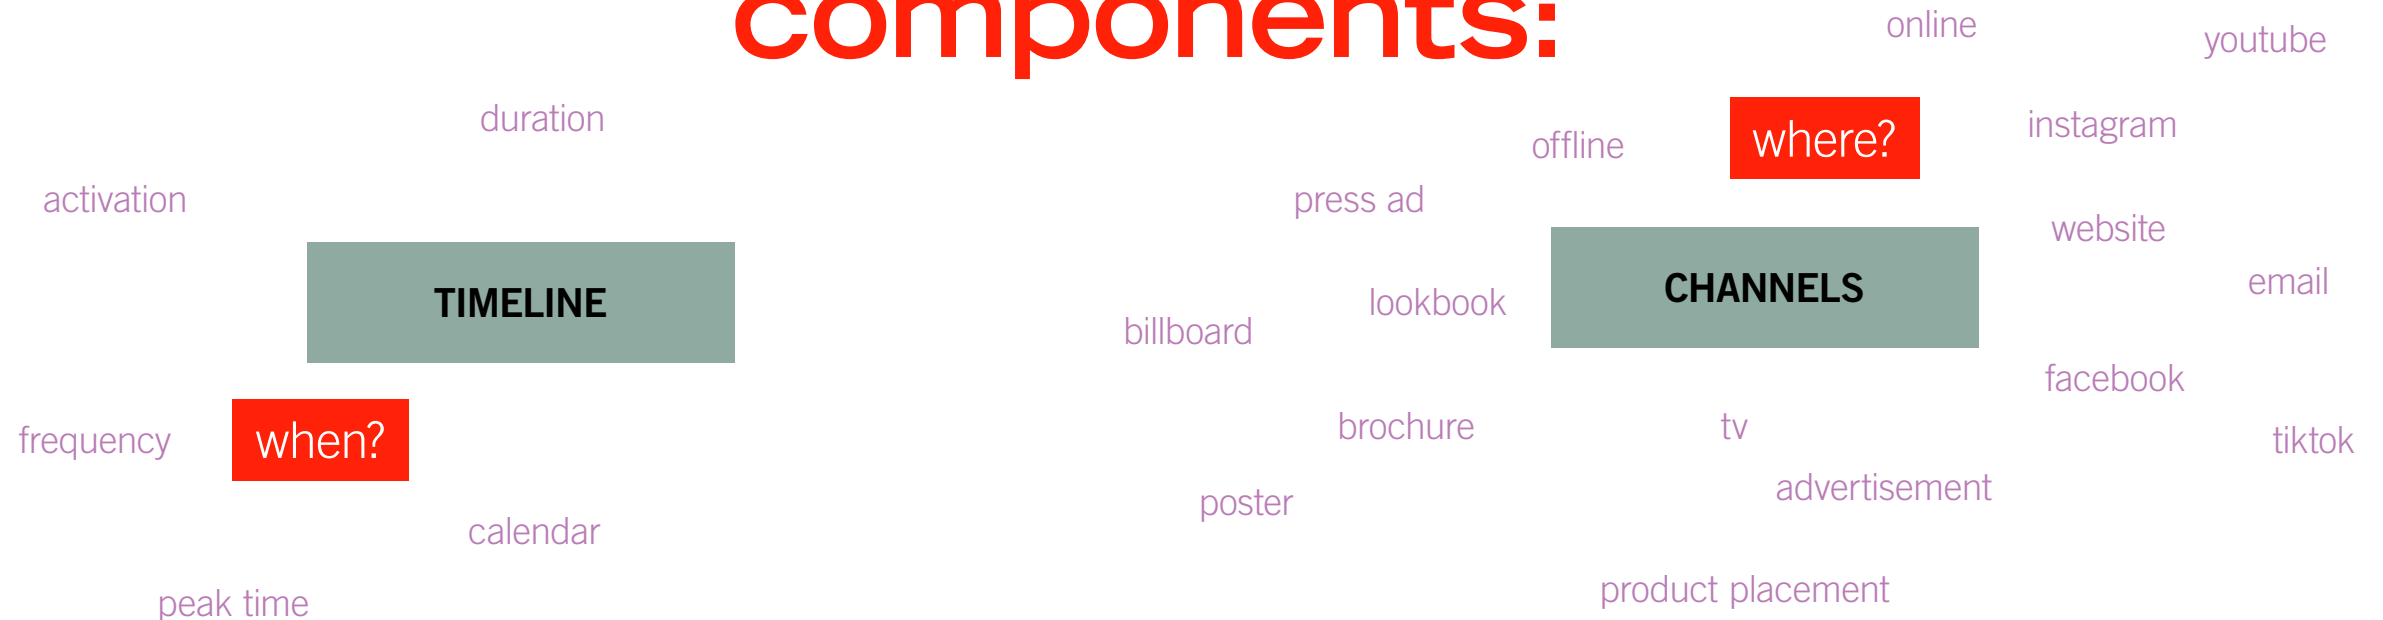 components:
online
youtube
duration
offline
where?
instagram
activation
press ad
website
TIMELINE
CHANNELS
email
lookbook
billboard
facebook
frequency
when?
brochure
tv
tiktok
poster
advertisement
calendar
peak time
product placement